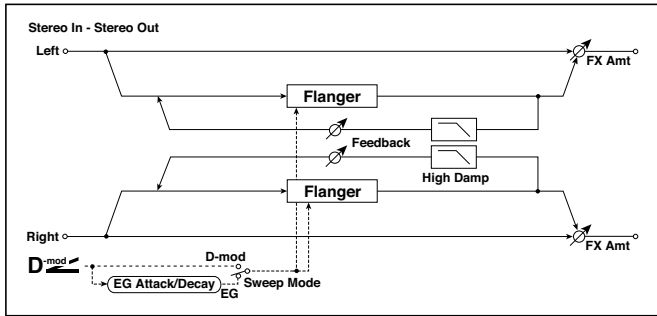 Stereo In - Stereo Out
Left
FX Amt
Flanger
Feedback
High Damp
Flanger
Right
FX Amt
D-mod
D-mod
EG Attack/Decay
EG
Sweep Mode